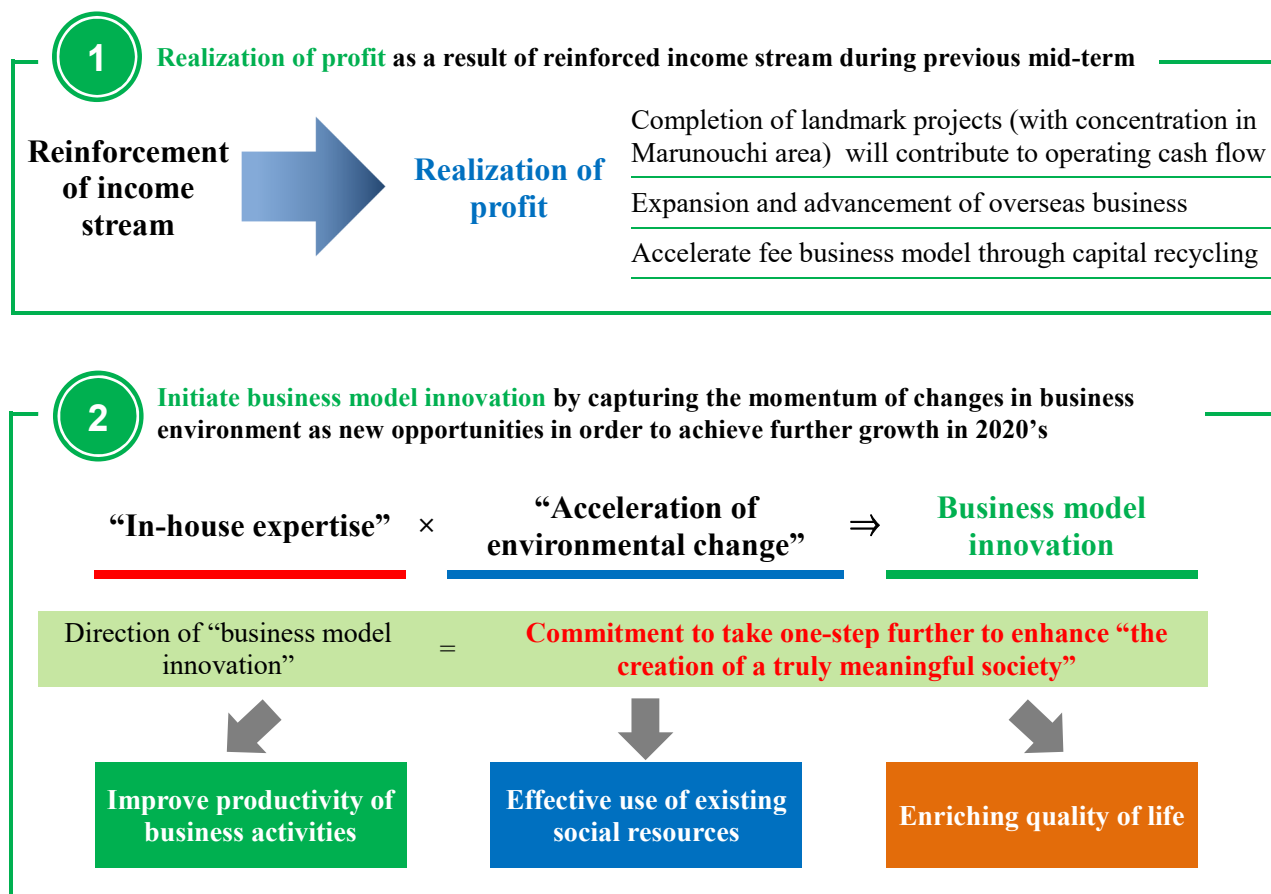 1
Realization of profit as a result of reinforced income stream during previous mid-term
Reinforcement
of income
stream
Realization of
profit
Completion of landmark projects (with concentration in
Marunouchi area) will contribute to operating cash flow
Expansion and advancement of overseas business
Accelerate fee business model through capital recycling
2
Initiate business model innovation by capturing the momentum of changes in business
environment as new opportunities in order to achieve further growth in 2020’s
“In-house expertise”
×
“Acceleration of
environmental change”
⇒
Business model
innovation
Direction of “business model
innovation”
=
Commitment to take one-step further to enhance “the
creation of a truly meaningful society”
Improve productivity of
business activities
Effective use of existing
social resources
Enriching quality of life